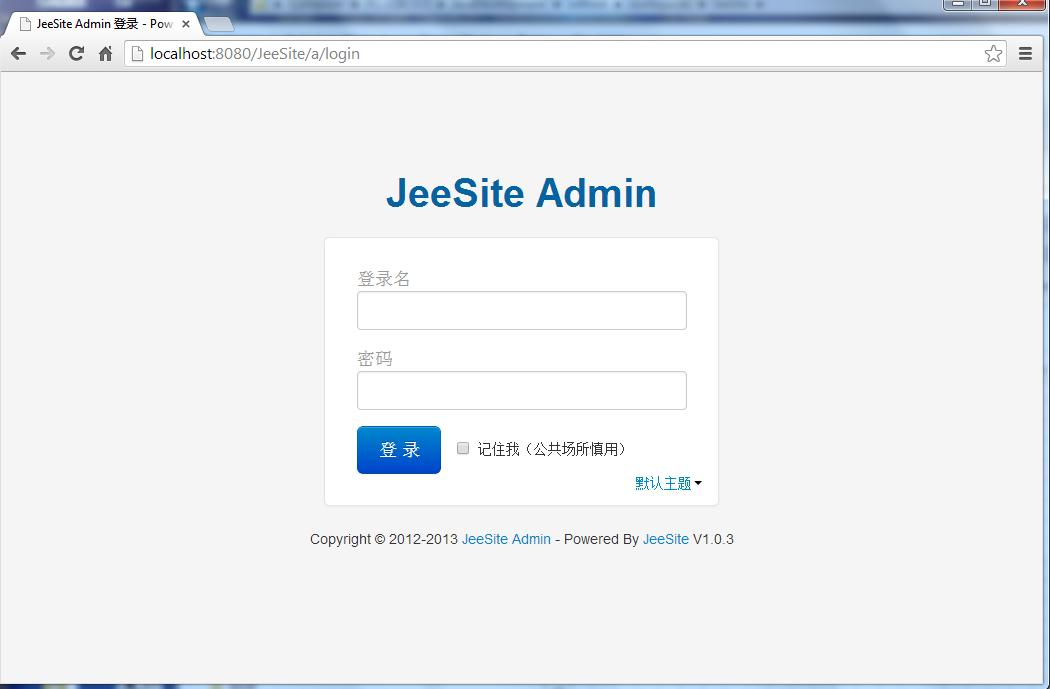 JeeSite Admin 登录 - Pow
localhost:8080/JeeSite/a/login
JeeSite Admin
登录名
密码
登 录
记住我（公共场所慎用）
默认主题
Copyright © 2012-2013 JeeSite Admin - Powered By JeeSite V1.0.3